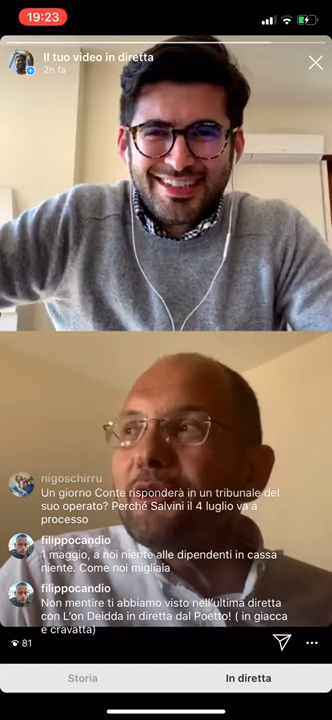 19:23
Il tuo video in diretta
2h fa
nigoschirru
Un giorno Conte risponderà in un tribunale del
suo operato? Perché Salvini il 4 luglio va a
processo
filippocandio
1 maggio, a noi niente alle dipendenti in cassa
niente. Come noi migliaia
filippocandio
Non mentire ti abbiamo visto nell'ultima diretta
con L'on Deidda in diretta dal Poetto! ( in giacca
e cravatta)
81
Storia
In diretta